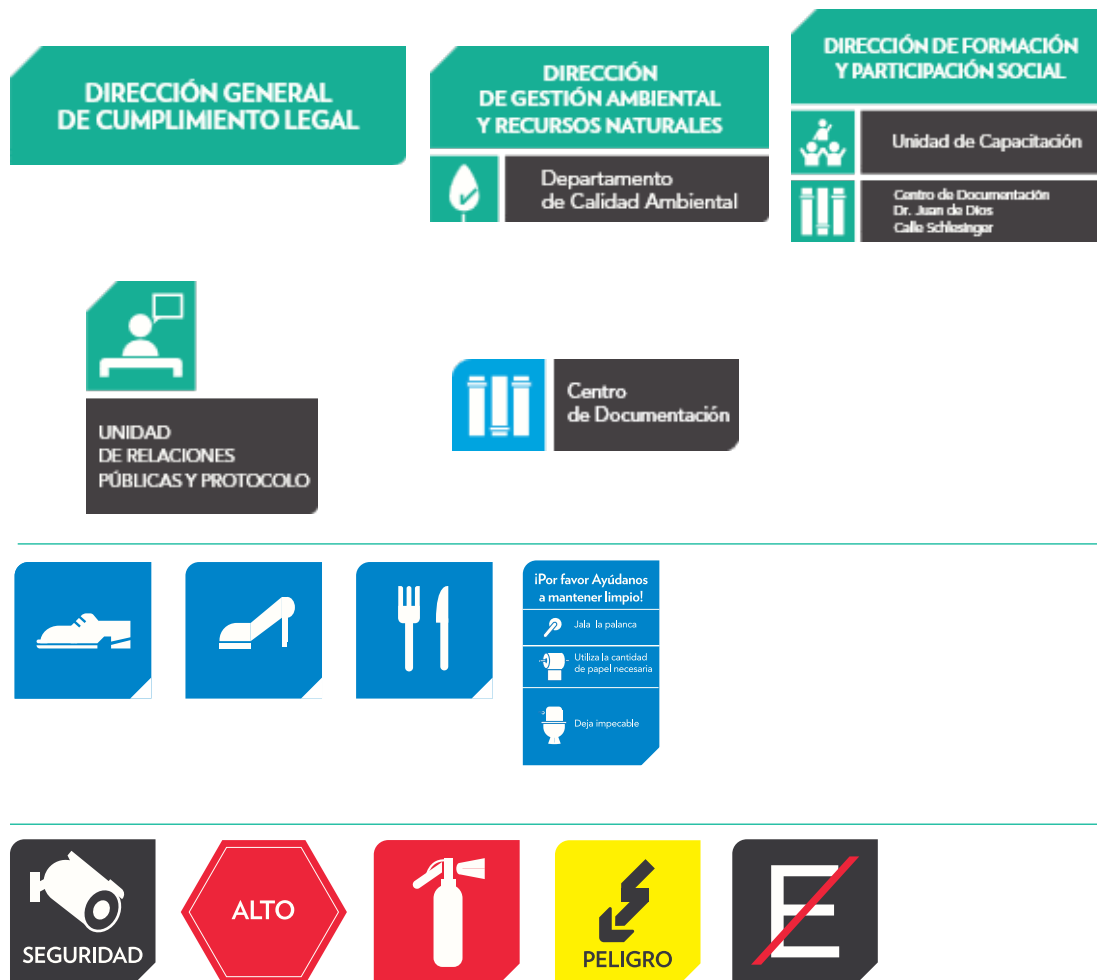 DIRECCIÓN GENERAL
DE CUMPLIMIENTO LEGAL
DIRECCIÓN
DE GESTIÓN AMBIENTAL
Y RECURSOS NATURALES
Departamento
de Calidad Ambiental
DIRECCIÓN DE FORMACIÓN
Y PARTICIPACIÓN SOCIAL
Unidad de Capacitación
Centro de Documentación
Dr. Juan de Dios
Calle Schlesinger
UNIDAD
DE RELACIONES
PÚBLICAS Y PROTOCOLO
Centro
de Documentación
¡Por favor Ayúdanos
a mantener limpio!
Jala la palanca
Utiliza la cantidad
de papel necesaria
Deja impecable
SEGURIDAD
ALTO
PELIGRO
E